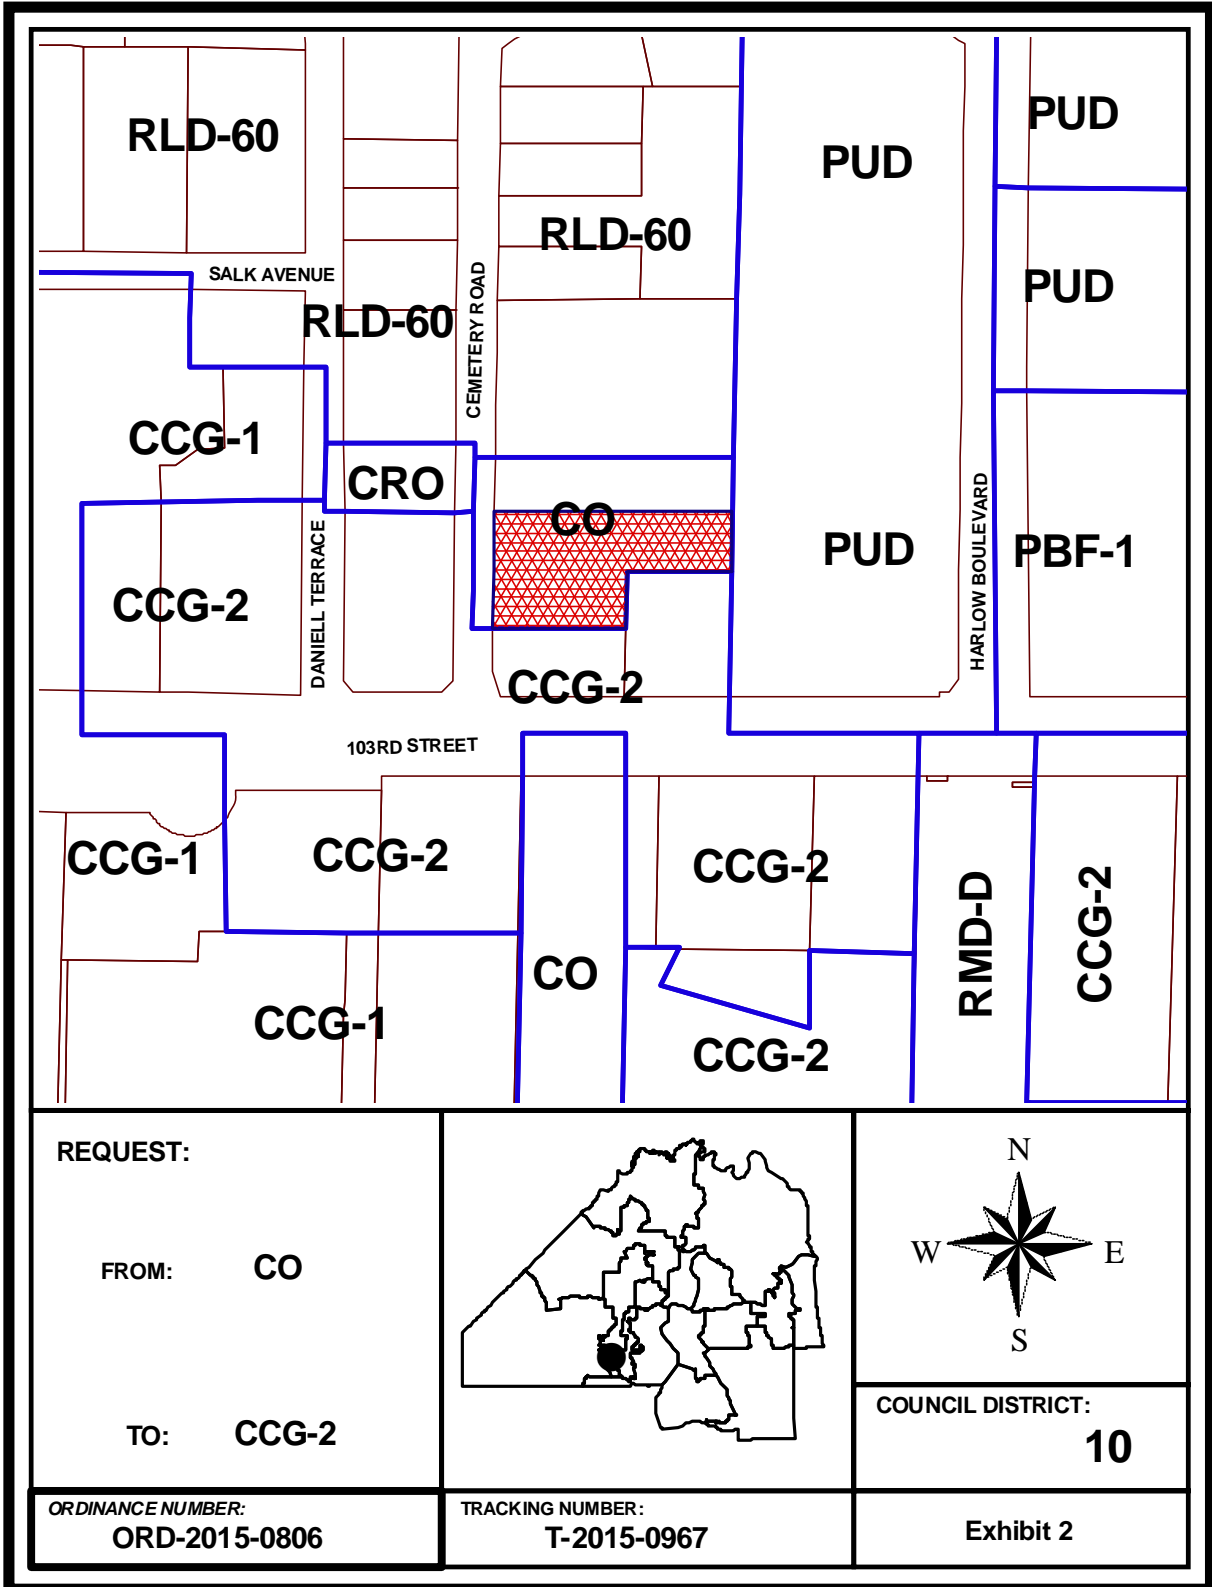 PUD
RLD-60
PUD
RLD-60
SALK AVENUE
PUD
RLD-60
CEMETERY ROAD
CCG-1
CRO
CO
HARLOW BOULEVARD
PUD
PBF-1
CCG-2
DANIELL TERRACE
CCG-2
103RD STREET
CCG-1
CCG-2
CCG-2
RMD-D
CCG-2
CO
CCG-1
CCG-2
REQUEST:
FROM: CO
TO: CCG-2
N
W E
S
COUNCIL DISTRICT:
10
ORDINANCE NUMBER:
ORD-2015-0806
TRACKING NUMBER:
T-2015-0967
Exhibit 2